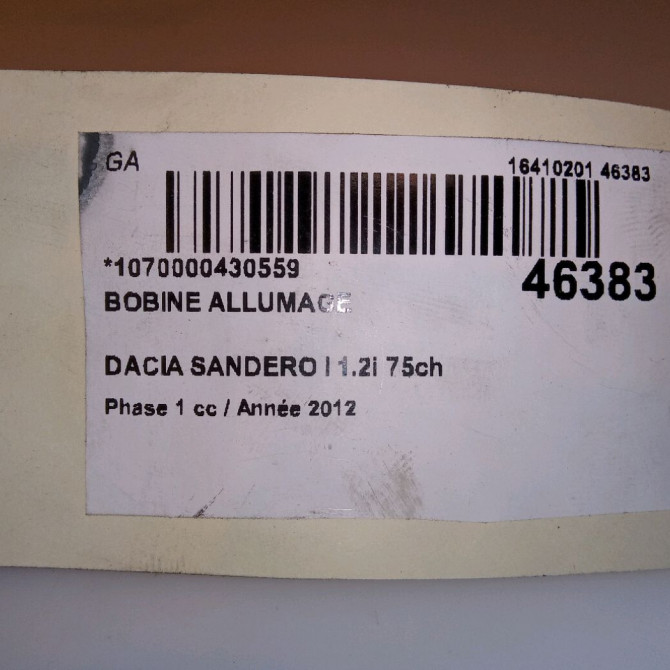 GA
16410201 46383
*1070000430559
46383
BOBINE ALLUMAGE
DACIA SANDERO I 1.2i 75ch
Phase 1 cc / Année 2012